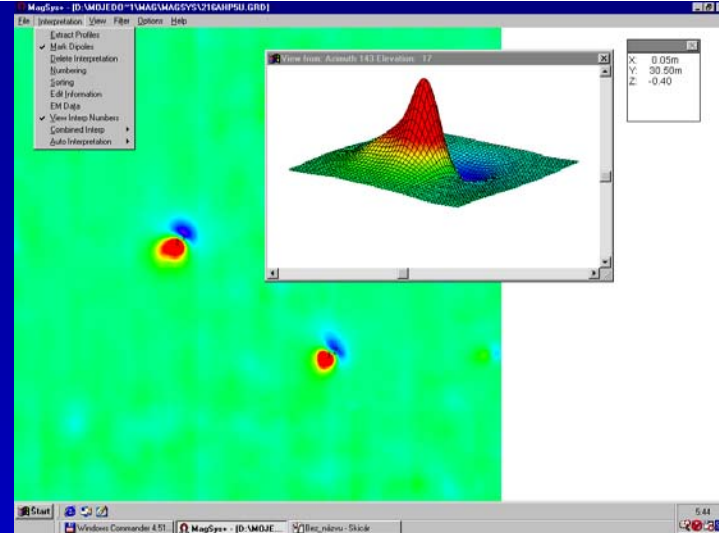 MagSys+ - [D:\MOJEDO~1\MAG\MAGSYS\216AHP5U.GRD]
File Interpretation View Filter Options Help
Extract Profiles
✓ Mark Dipoles
Delete Interpretation
Numbering
Sorting
Edit Information
EM Data
✓ View Interp Numbers
Combined Interp
Auto Interpretation
View from: Azimuth 143 Elevation: 17
X: 0.05m
Y: 30.50m
Z: -0.40
Štart
5:44
Windows Commander 4.51...
MagSys+ - [D:\MOJE...
Bez_názvu - Skicár